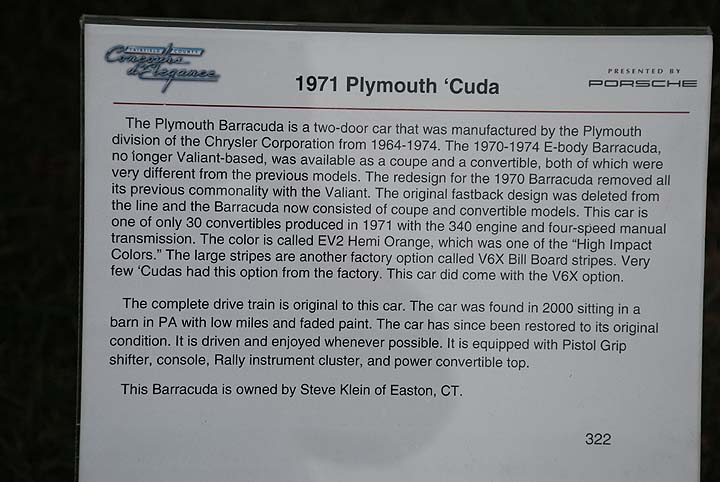 FAIRFIELD COUNTY
Concours
d'Elegance
1971 Plymouth ‘Cuda
PRESENTED BY
PORSCHE
The Plymouth Barracuda is a two-door car that was manufactured by the Plymouth
division of the Chrysler Corporation from 1964-1974. The 1970-1974 E-body Barracuda,
no longer Valiant-based, was available as a coupe and a convertible, both of which were
very different from the previous models. The redesign for the 1970 Barracuda removed all
its previous commonality with the Valiant. The original fastback design was deleted from
the line and the Barracuda now consisted of coupe and convertible models. This car is
one of only 30 convertibles produced in 1971 with the 340 engine and four-speed manual
transmission. The color is called EV2 Hemi Orange, which was one of the “High Impact
Colors.” The large stripes are another factory option called V6X Bill Board stripes. Very
few ‘Cudas had this option from the factory. This car did come with the V6X option.
The complete drive train is original to this car. The car was found in 2000 sitting in a
barn in PA with low miles and faded paint. The car has since been restored to its original
condition. It is driven and enjoyed whenever possible. It is equipped with Pistol Grip
shifter, console, Rally instrument cluster, and power convertible top.
This Barracuda is owned by Steve Klein of Easton, CT.
322